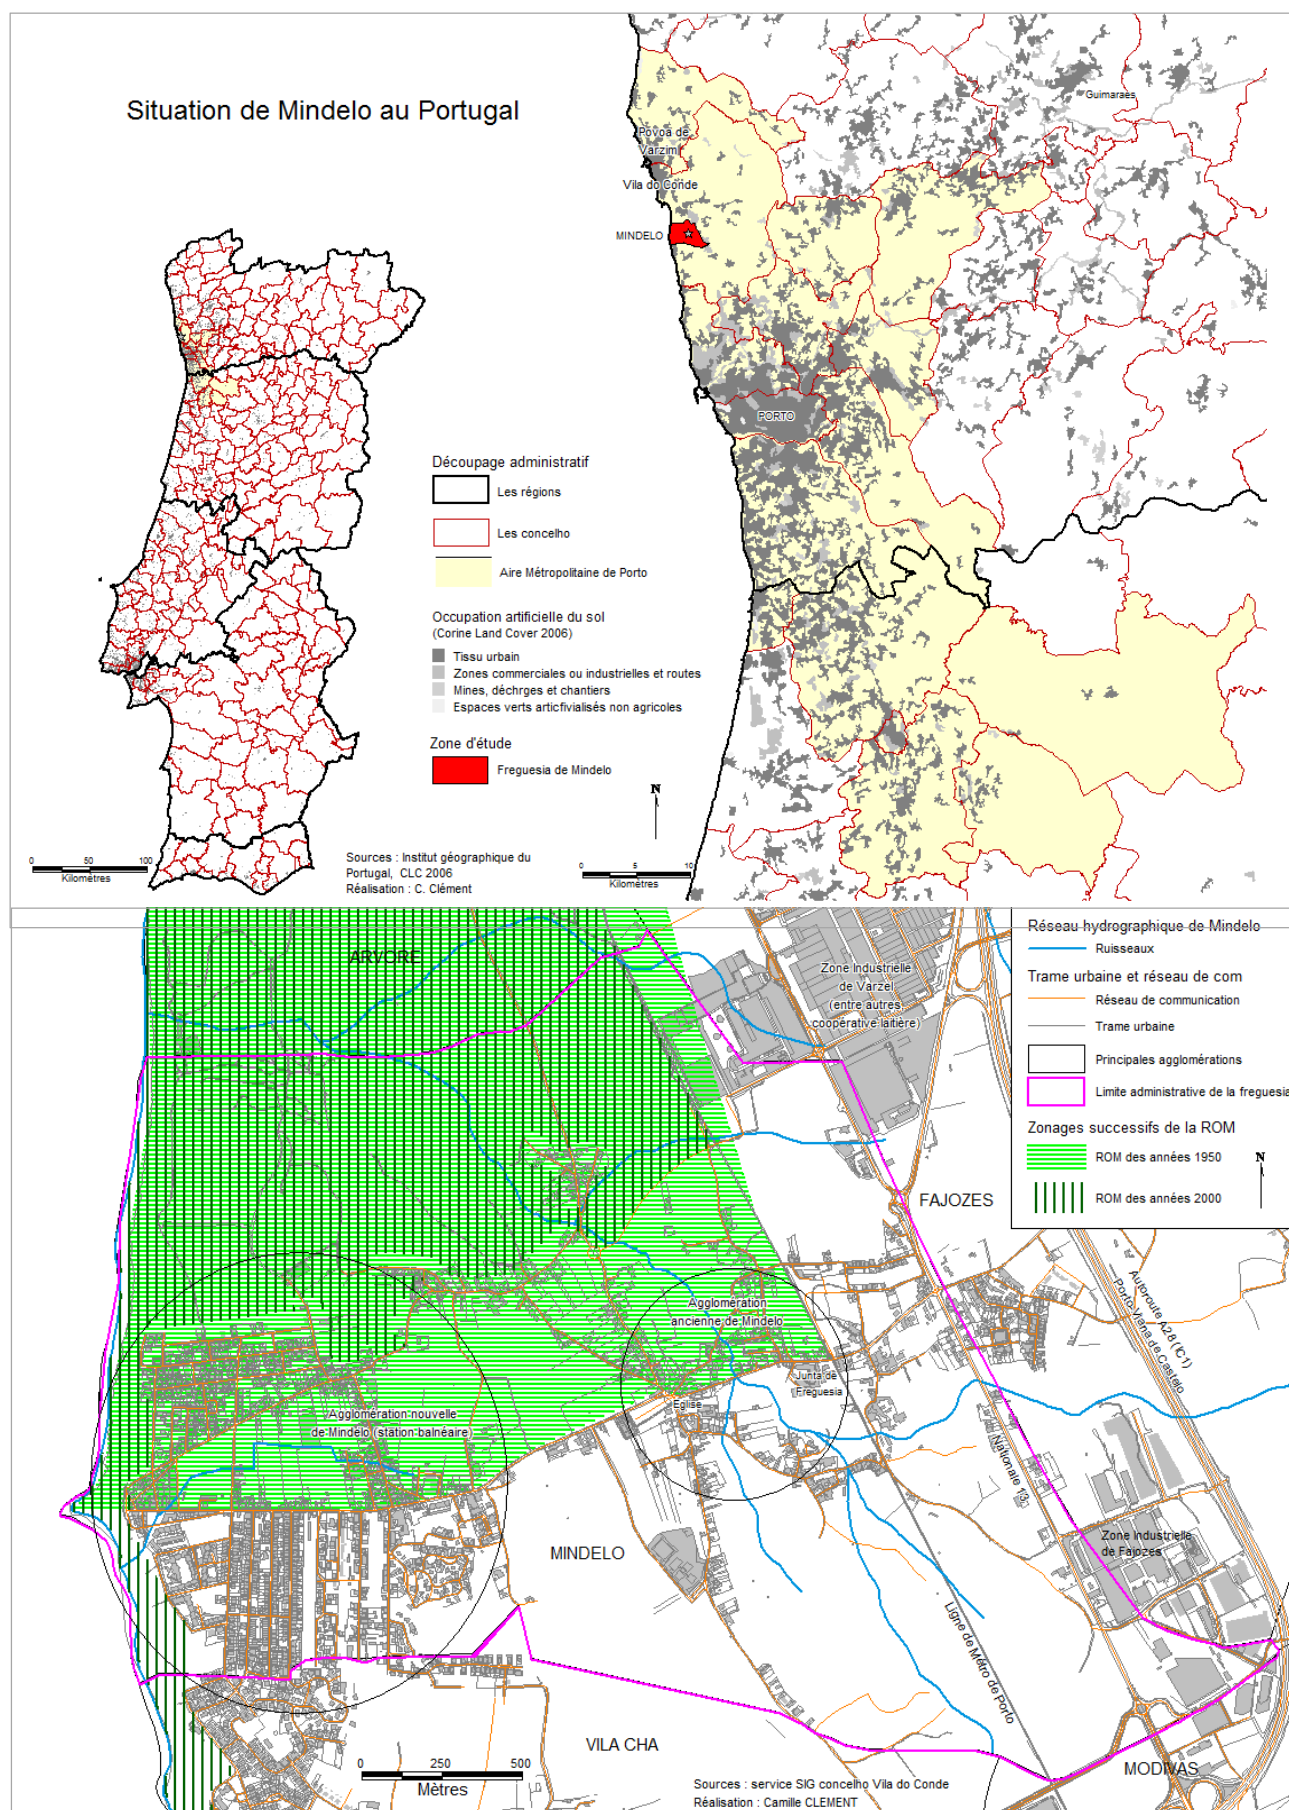 Situation de Mindelo au Portugal
Guimaraes
Povoa de
Varzim
Vila do Conde
MINDELO
PORTO
Découpage administratif
Les régions
Les concelho
Aire Métropolitaine de Porto
Occupation artificielle du sol
(Corine Land Cover 2006)
Tissu urbain
Zones commerciales ou industrielles et routes
Mines, déchrges et chantiers
Espaces verts articfivialisés non agricoles
Zone d'étude
Freguesia de Mindelo
N
0 50 100
Kilomètres
Sources : Institut géographique du
Portugal, CLC 2006
Réalisation : C. Clément
0 5 10
Kilomètres
Réseau hydrographique de Mindelo
Ruisseaux
Trame urbaine et réseau de com
Réseau de communication
Trame urbaine
Principales agglomérations
Limite administrative de la freguesia
Zonages successifs de la ROM
ROM des années 1950
ROM des années 2000
N
ARVORE
Zone Industrielle
de Varzel
(entre autres
coopérative laitière)
FAJOZES
Autoroute A28 (IC1)
Porto-Viana de Castelo
Agglomération
ancienne de Mindelo
Junta de
Freguesia
Eglise
Agglomération nouvelle
de Mindelo (station balnéaire)
Nationale 13
MINDELO
Zone Industrielle
de Fajozes
Ligne de Métro de Porto
VILA CHA
MODIVAS
0 250 500
Mètres
Sources : service SIG concelho Vila do Conde
Réalisation : Camille CLEMENT